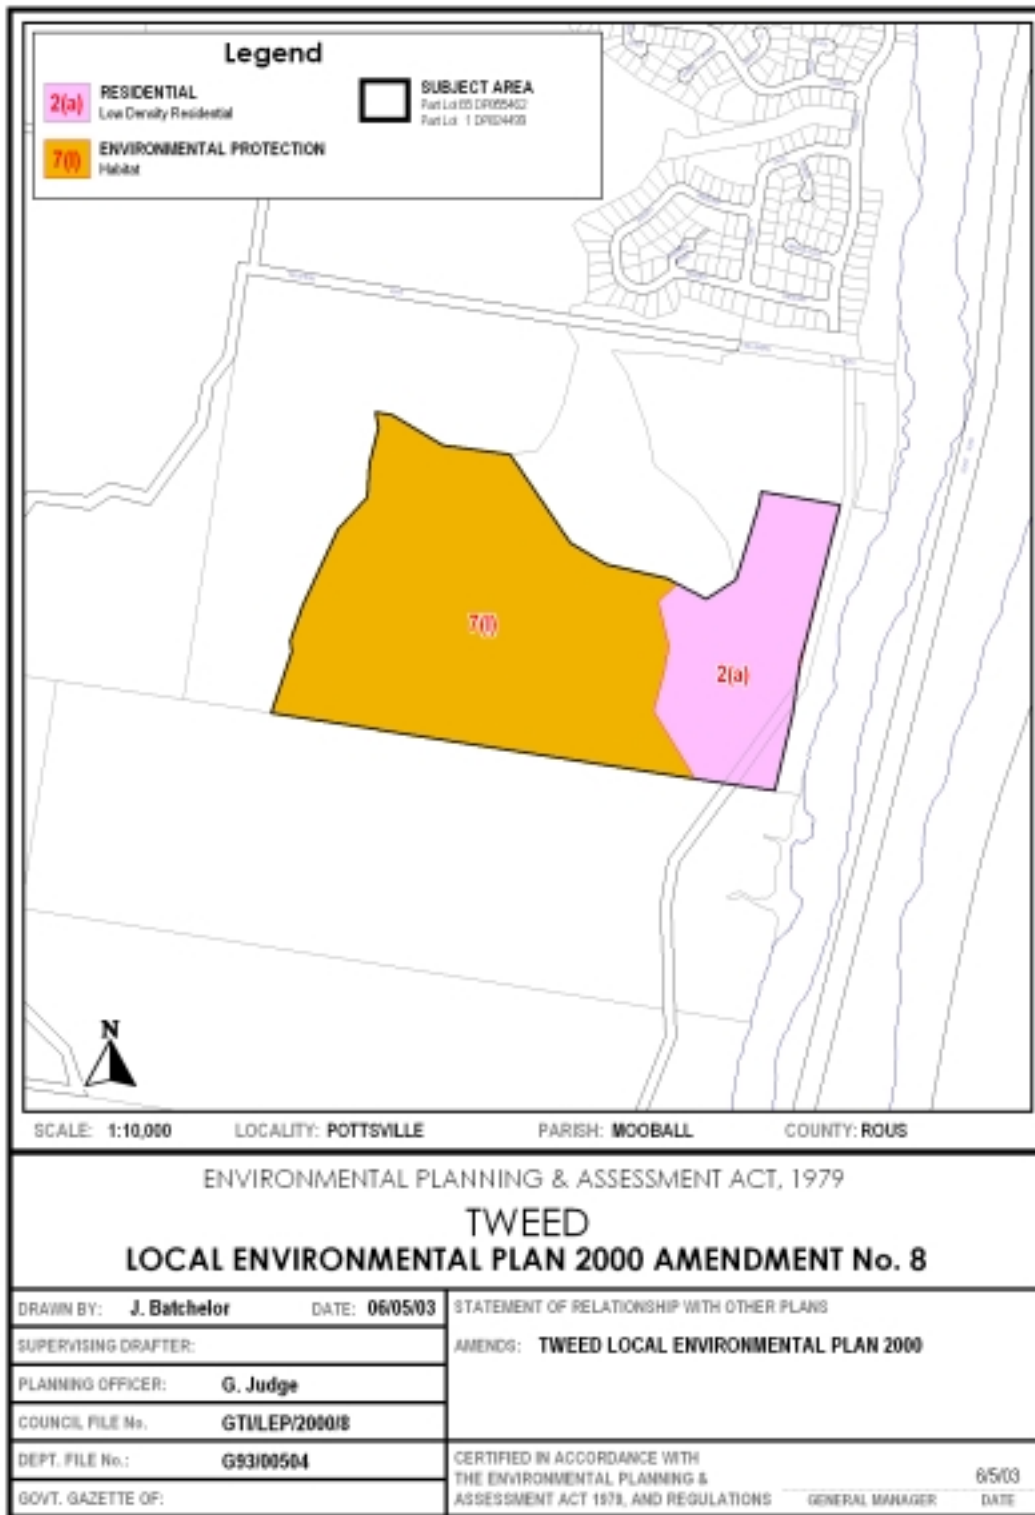 Legend
2(a) RESIDENTIAL
Low Density Residential
SUBJECT AREA
7(l) ENVIRONMENTAL PROTECTION
Habitat
7(l)
2(a)
N
SCALE: 1:10,000 LOCALITY: POTTSVILLE PARISH: MOOBALL COUNTY: ROUS
ENVIRONMENTAL PLANNING & ASSESSMENT ACT, 1979
TWEED
LOCAL ENVIRONMENTAL PLAN 2000 AMENDMENT No. 8
DRAWN BY: J. Batchelor DATE: 06/05/03
SUPERVISING DRAFTER:
PLANNING OFFICER: G. Judge
COUNCIL FILE No. GT1/LEP/2000/8
DEPT. FILE No.: G93/00504
GOVT. GAZETTE OF:
STATEMENT OF RELATIONSHIP WITH OTHER PLANS
AMENDS: TWEED LOCAL ENVIRONMENTAL PLAN 2000
CERTIFIED IN ACCORDANCE WITH
THE ENVIRONMENTAL PLANNING &
ASSESSMENT ACT 1979, AND REGULATIONS
6/5/03
GENERAL MANAGER DATE